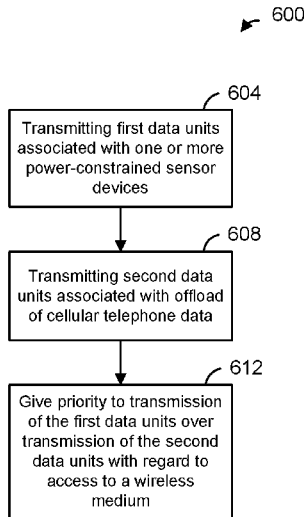 600
604
Transmitting first data units
associated with one or more
power-constrained sensor
devices
608
Transmitting second data
units associated with offload
of cellular telephone data
612
Give priority to transmission
of the first data units over
transmission of the second
data units with regard to
access to a wireless
medium